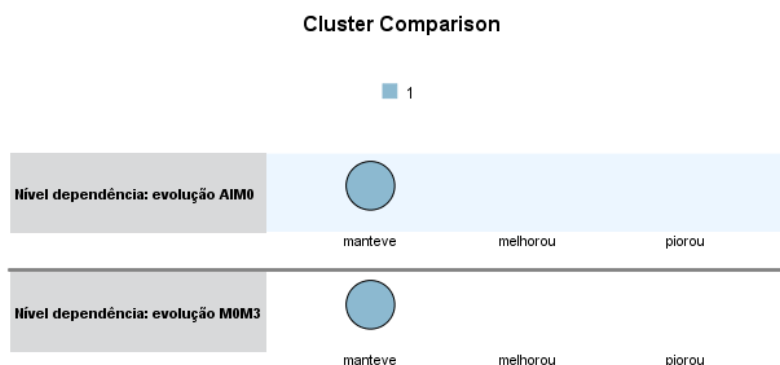 Cluster Comparison
1
Nível dependência: evolução AIM0
manteve melhorou piorou
Nível dependência: evolução M0M3
manteve melhorou piorou